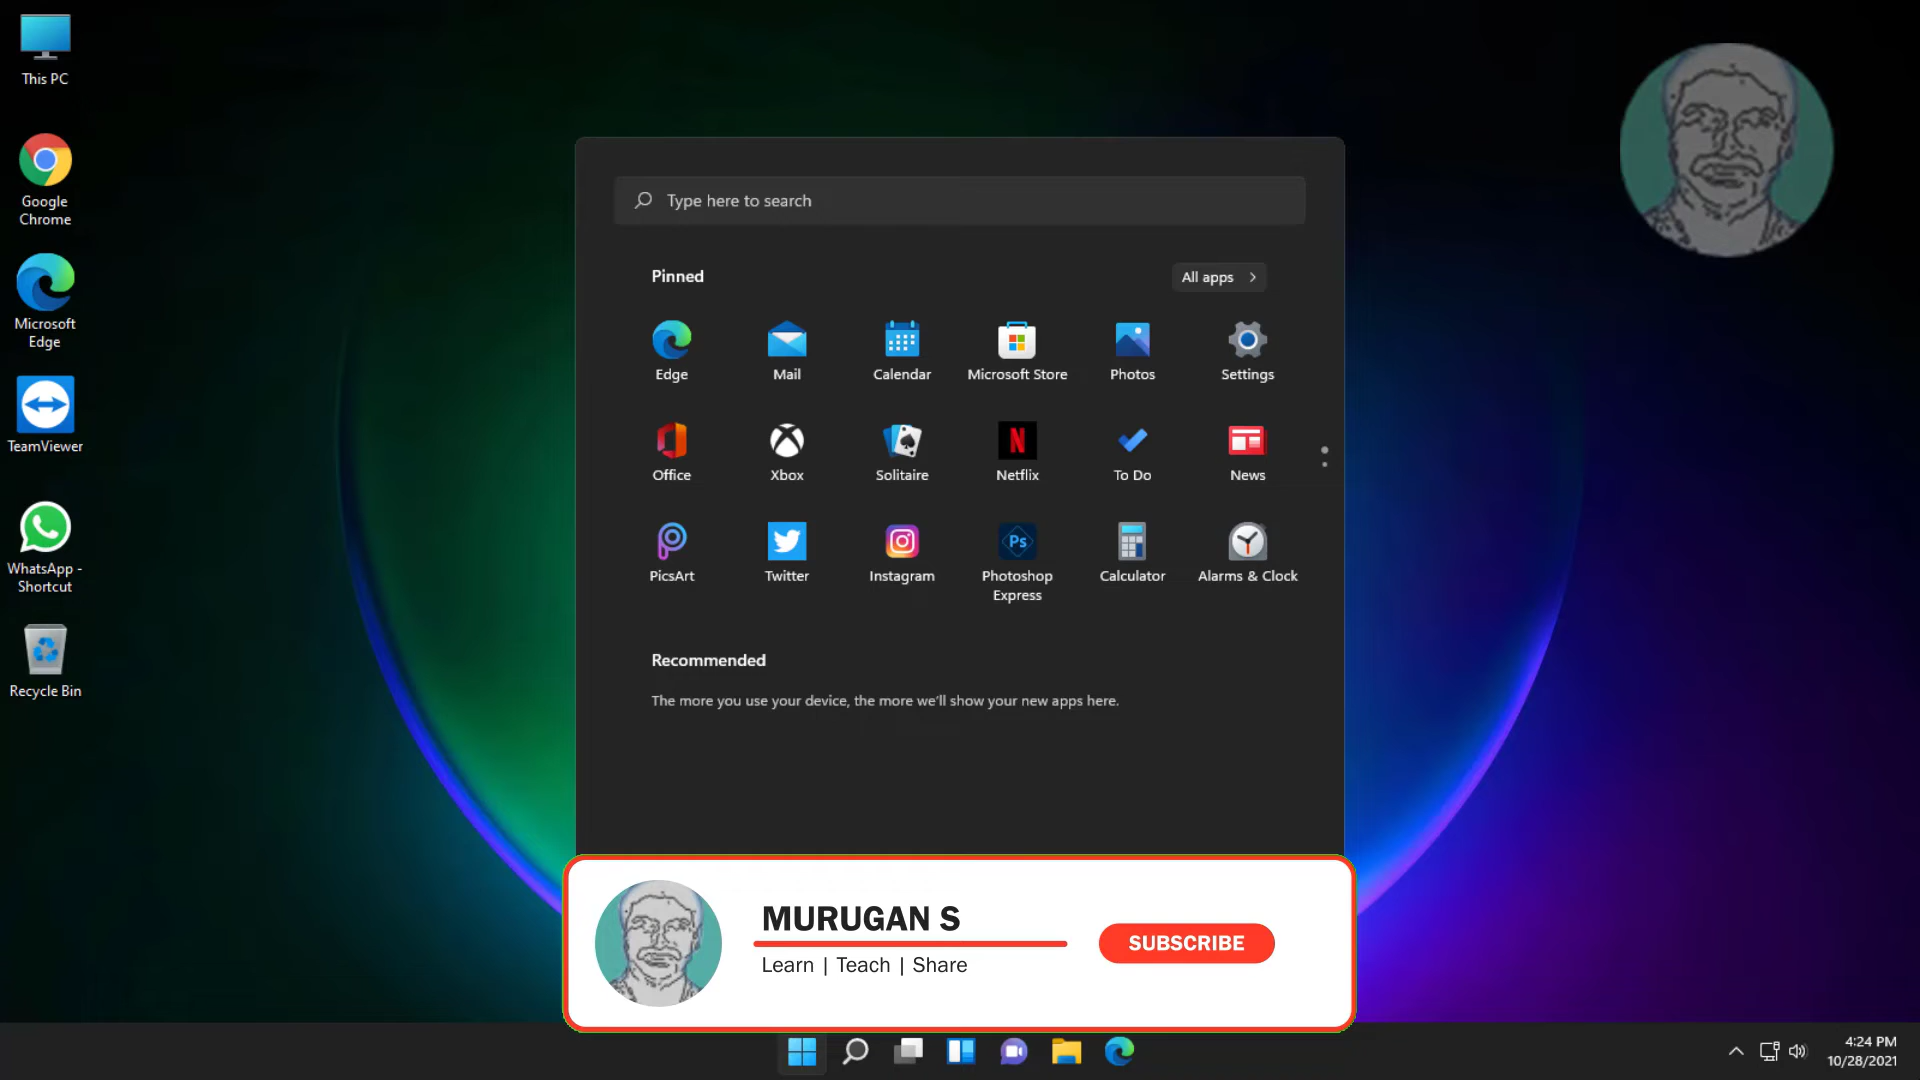 This PC
Google
Chrome
Microsoft
Edge
TeamViewer
WhatsApp -
Shortcut
Recycle Bin
Type here to search
Pinned
All apps
Edge
Mail
Calendar
Microsoft Store
Photos
Settings
Office
Xbox
Solitaire
Netflix
To Do
News
PicsArt
Twitter
Instagram
Ps
Photoshop
Express
Calculator
Alarms & Clock
Recommended
The more you use your device, the more we'll show your new apps here.
MURUGAN S
Learn | Teach | Share
SUBSCRIBE
4:24 PM
10/28/2021